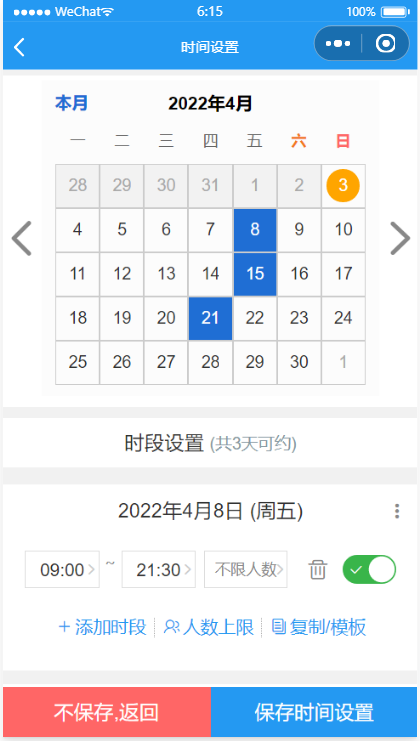 WeChat 6:15 100%
时间设置
本月 2022年4月
一 二 三 四 五 六 日
28 29 30 31 1 2 3
4 5 6 7 8 9 10
11 12 13 14 15 16 17
18 19 20 21 22 23 24
25 26 27 28 29 30 1
时段设置 (共3天可约)
2022年4月8日 (周五)
09:00 ~ 21:30 不限人数
+ 添加时段 人数上限 复制/模板
不保存,返回 保存时间设置